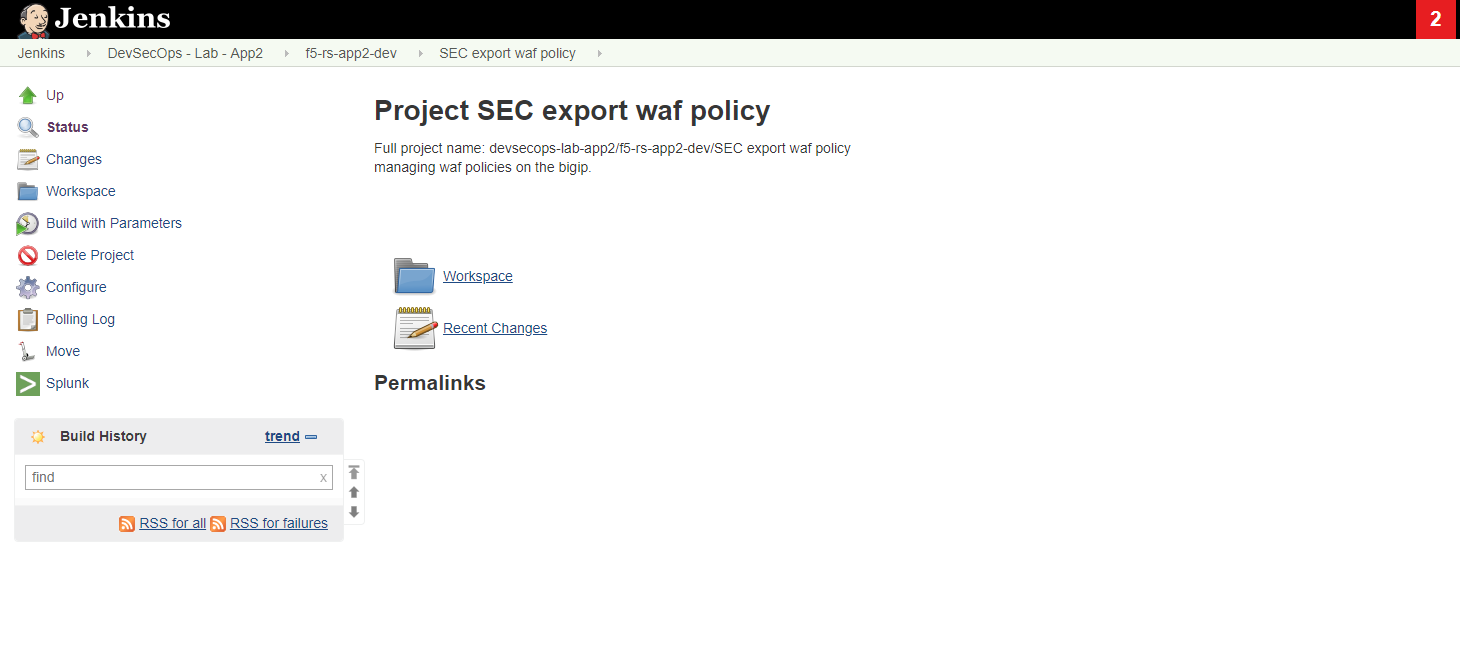 Jenkins
2
Jenkins DevSecOps - Lab - App2 f5-rs-app2-dev SEC export waf policy
Up
Status
Changes
Workspace
Build with Parameters
Delete Project
Configure
Polling Log
Move
Splunk
Build History trend
find x
RSS for all RSS for failures
Project SEC export waf policy
Full project name: devsecops-lab-app2/f5-rs-app2-dev/SEC export waf policy
managing waf policies on the bigip.
Workspace
Recent Changes
Permalinks